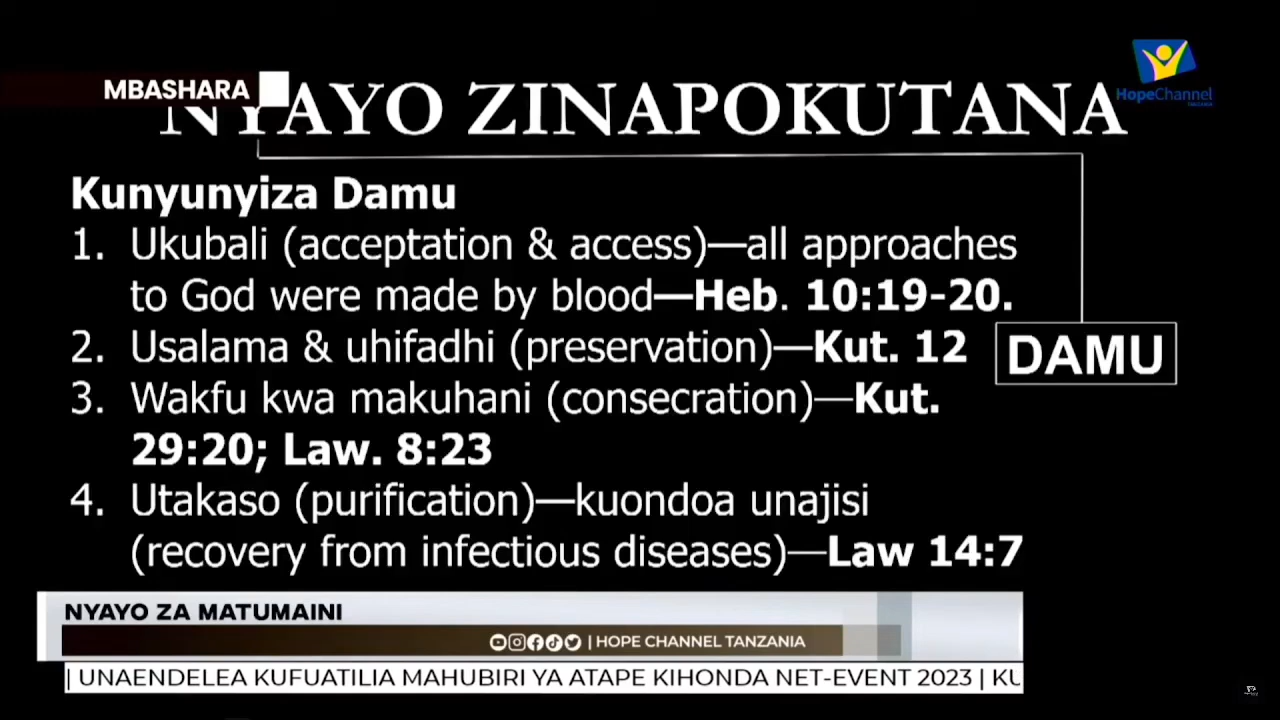 MBASHARA
NYAYO ZINAPOKUTANA
HopeChannel
TANZANIA
Kunyunyiza Damu
1. Ukubali (acceptation & access)—all approaches
to God were made by blood—Heb. 10:19-20.
2. Usalama & uhifadhi (preservation)—Kut. 12
DAMU
3. Wakfu kwa makuhani (consecration)—Kut.
29:20; Law. 8:23
4. Utakaso (purification)—kuondoa unajisi
(recovery from infectious diseases)—Law 14:7
NYAYO ZA MATUMAINI
| HOPE CHANNEL TANZANIA
| UNAENDELEA KUFUATILIA MAHUBIRI YA ATAPE KIHONDA NET-EVENT 2023 | KU